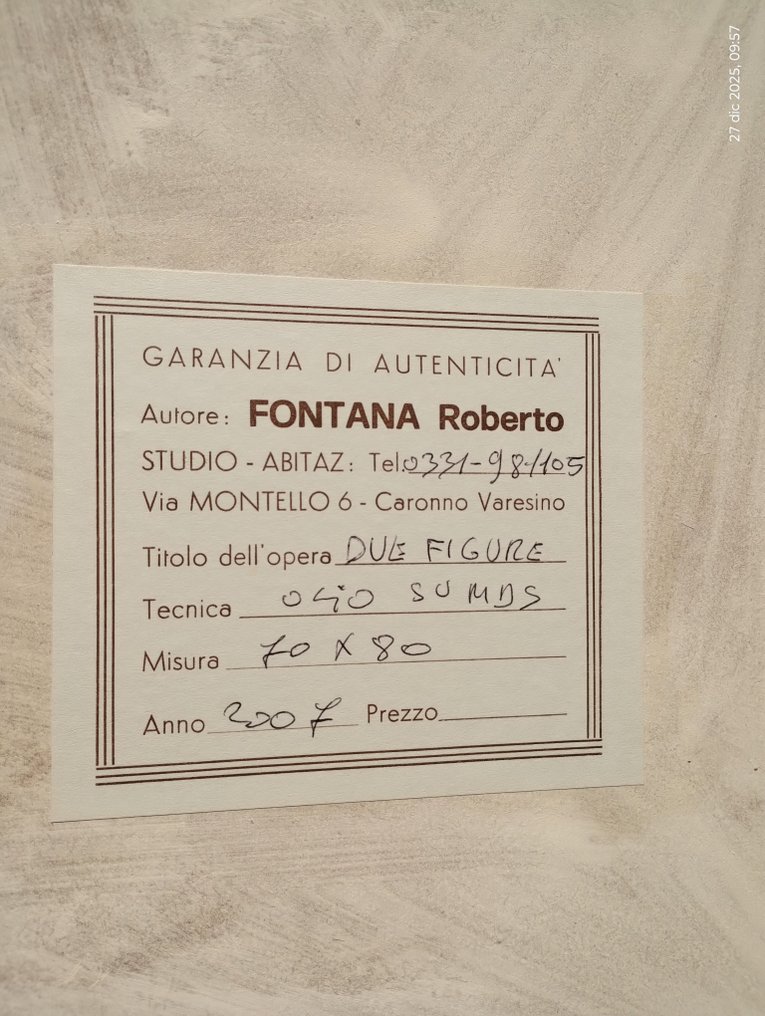 27 dic 2025, 09:57
GARANZIA DI AUTENTICITA'
Autore: FONTANA Roberto
STUDIO - ABITAZ: Tel. 0331-981105
Via MONTELLO 6 - Caronno Varesino
Titolo dell'opera DUE FIGURE
Tecnica OLIO SU MDS
Misura 70 X 80
Anno 2007 Prezzo